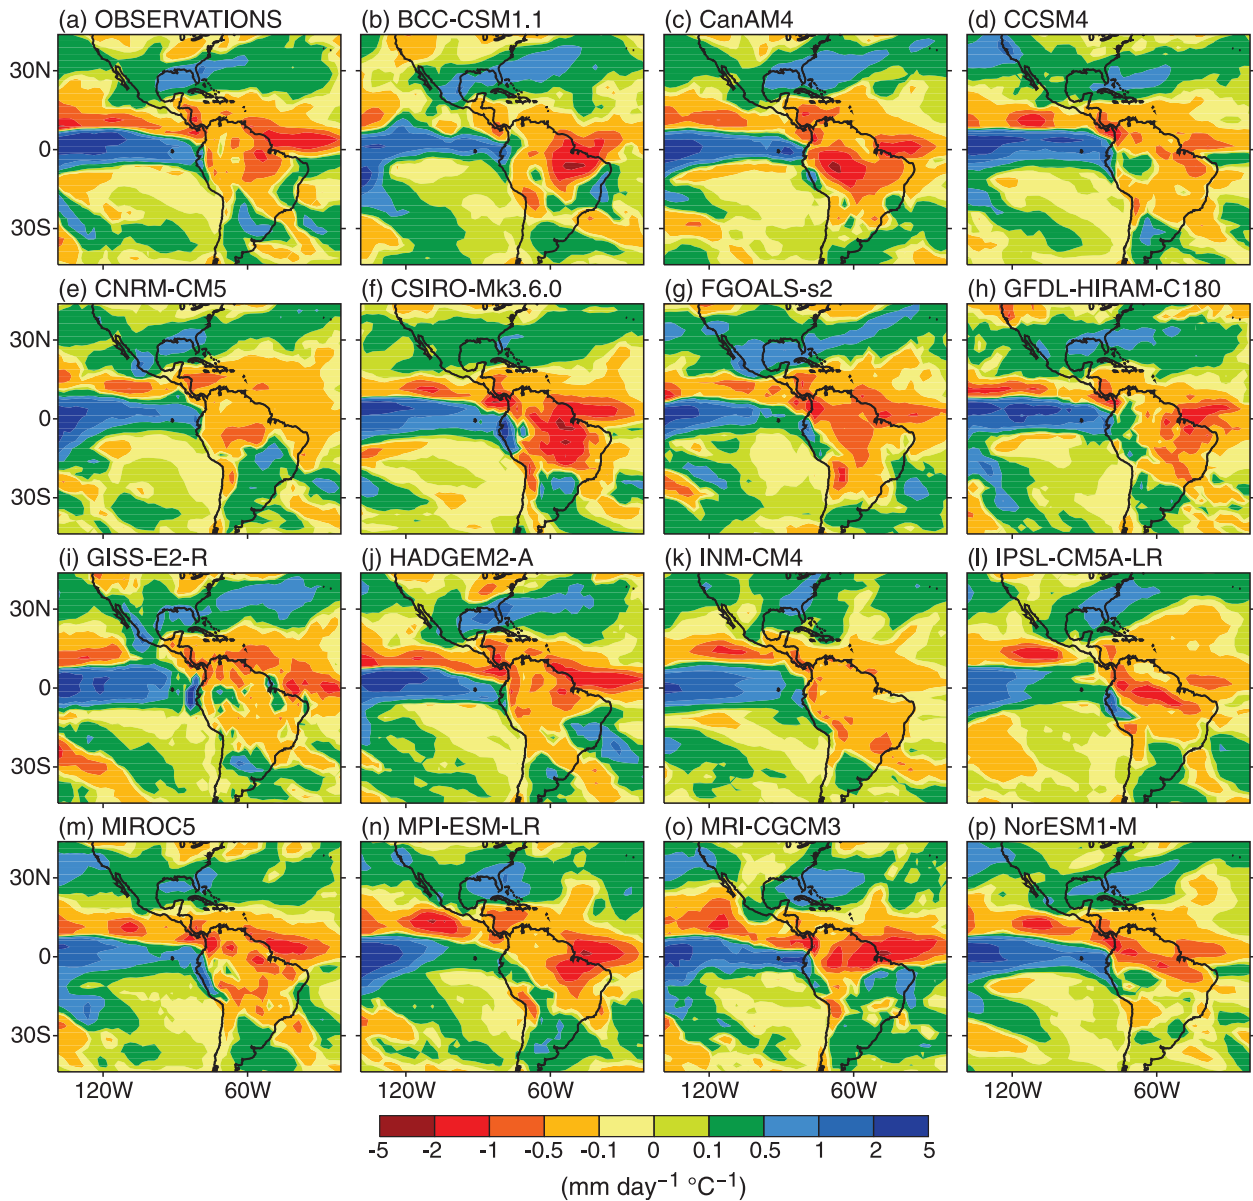 (a) OBSERVATIONS (b) BCC-CSM1.1 (c) CanAM4 (d) CCSM4
30N
0
30S
(e) CNRM-CM5 (f) CSIRO-Mk3.6.0 (g) FGOALS-s2 (h) GFDL-HIRAM-C180
30N
0
30S
(i) GISS-E2-R (j) HADGEM2-A (k) INM-CM4 (l) IPSL-CM5A-LR
30N
0
30S
(m) MIROC5 (n) MPI-ESM-LR (o) MRI-CGCM3 (p) NorESM1-M
30N
0
30S
120W 60W 120W 60W 120W 60W 120W 60W
-5 -2 -1 -0.5 -0.1 0 0.1 0.5 1 2 5
(mm day⁻¹ °C⁻¹)